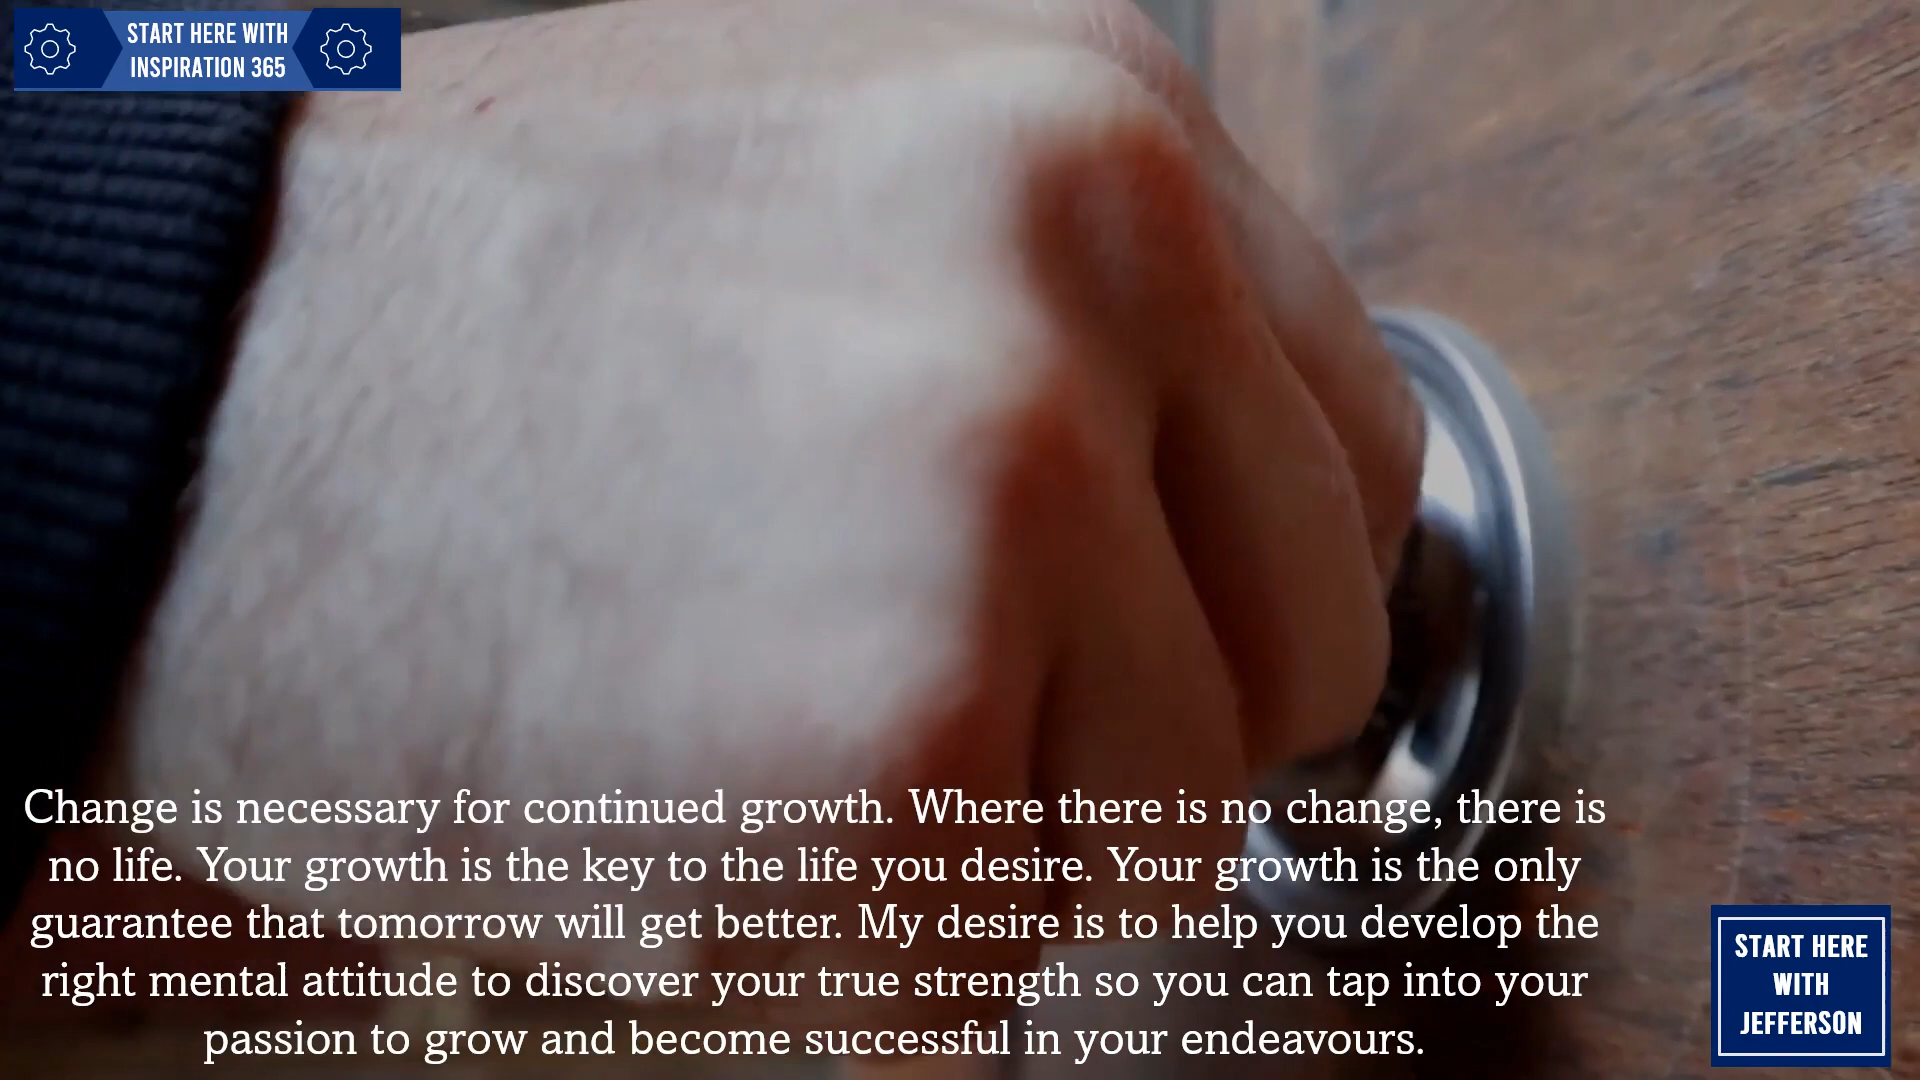 START HERE WITH
INSPIRATION 365
Change is necessary for continued growth. Where there is no change, there is
no life. Your growth is the key to the life you desire. Your growth is the only
guarantee that tomorrow will get better. My desire is to help you develop the
right mental attitude to discover your true strength so you can tap into your
passion to grow and become successful in your endeavours.
START HERE
WITH
JEFFERSON